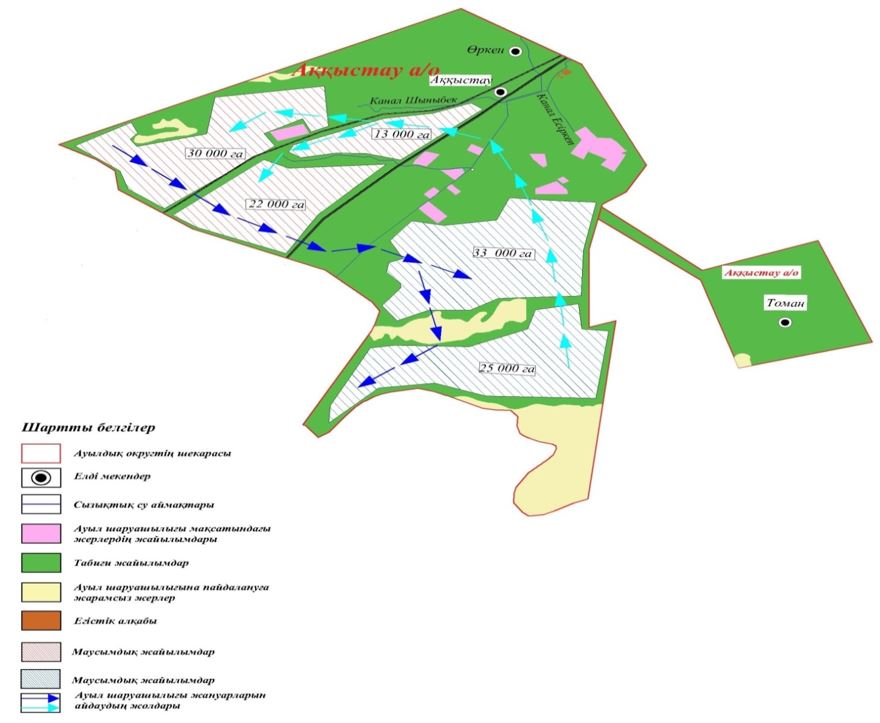 Өркен
Аққыстау а/о
Аққыстау
Канал Шыныбек
Канал Есіркеп
13 000 га
30 000 га
22 000 га
33 000 га
Аққыстау а/о
Томан
25 000 га
Шартты белгілер
Ауылдық округтің шекарасы
Елді мекендер
Сызықтық су аймақтары
Ауыл шаруашылығы мақсатындағы
жерлердің жайылымдары
Табиғи жайылымдар
Ауыл шаруашылығына пайдалануға
жарамсыз жерлер
Егістік алқабы
Маусымдық жайылымдар
Маусымдық жайылымдар
Ауыл шаруашылығы жануарларын
айдаудың жолдары